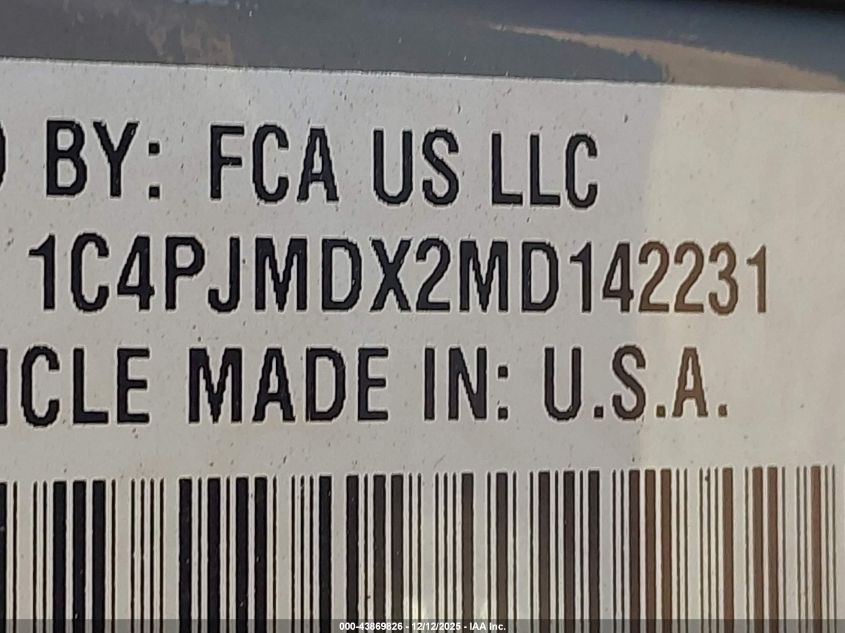 BY: FCA US LLC
1C4PJMDX2MD142231
ICLE MADE IN: U.S.A.
000-43869826 - 12/12/2025 - IAA Inc.